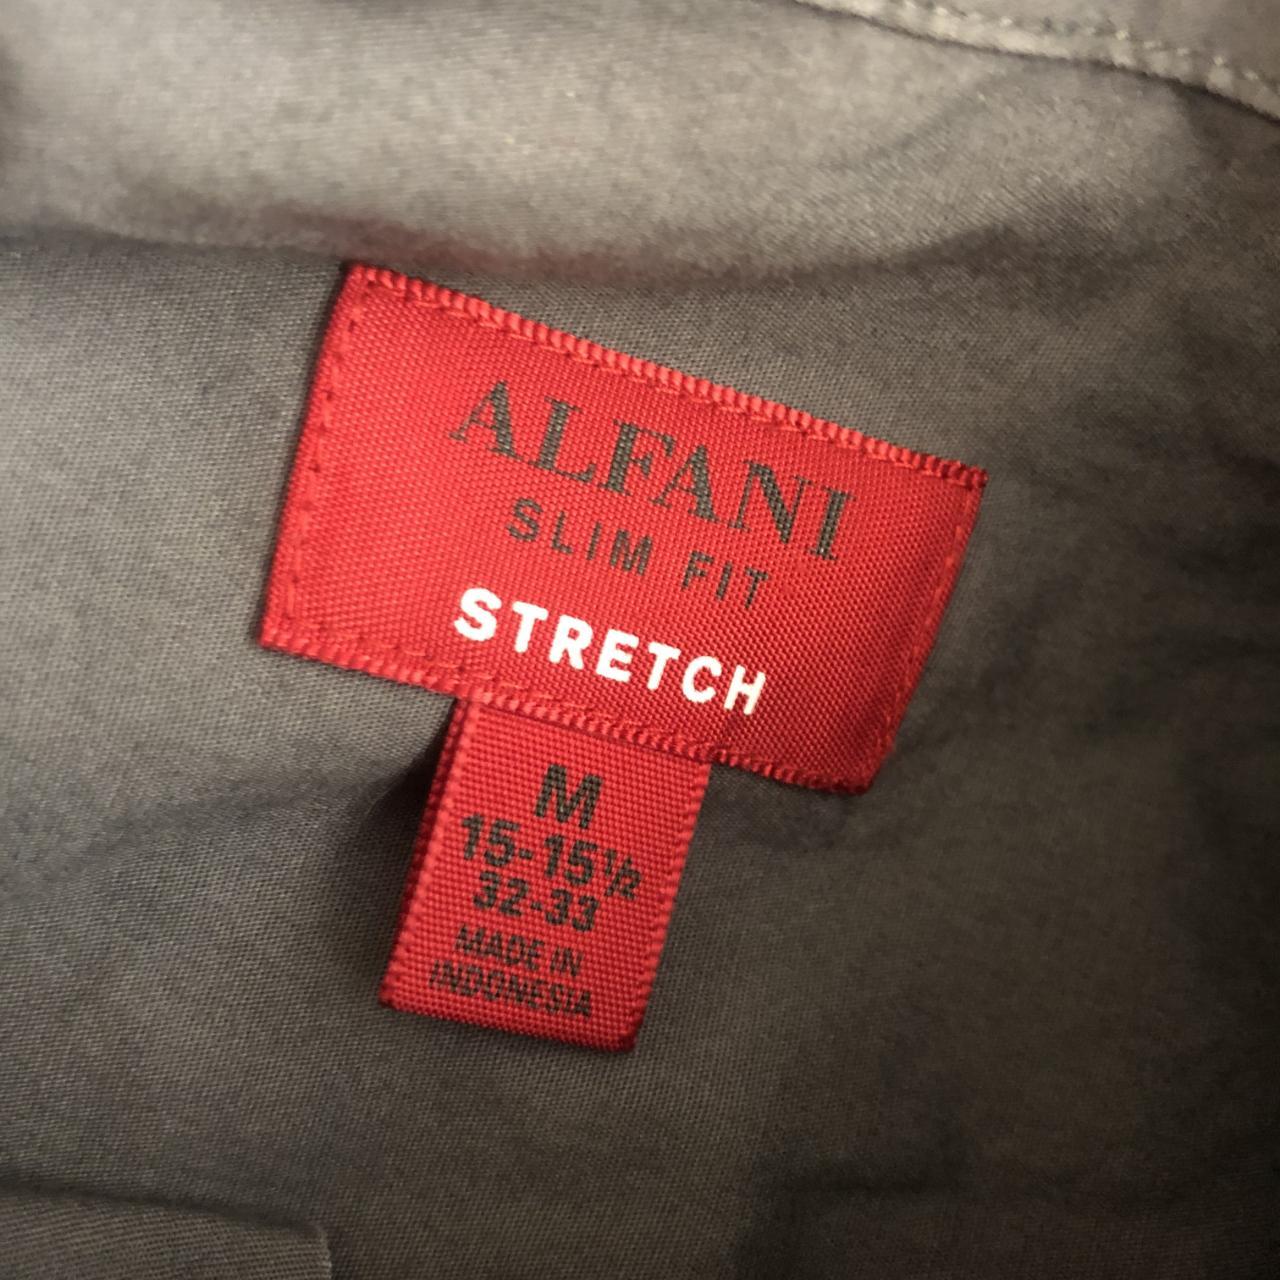 ALFANI
SLIM FIT
STRETCH
M
15-15½
32-33
MADE IN
INDONESIA